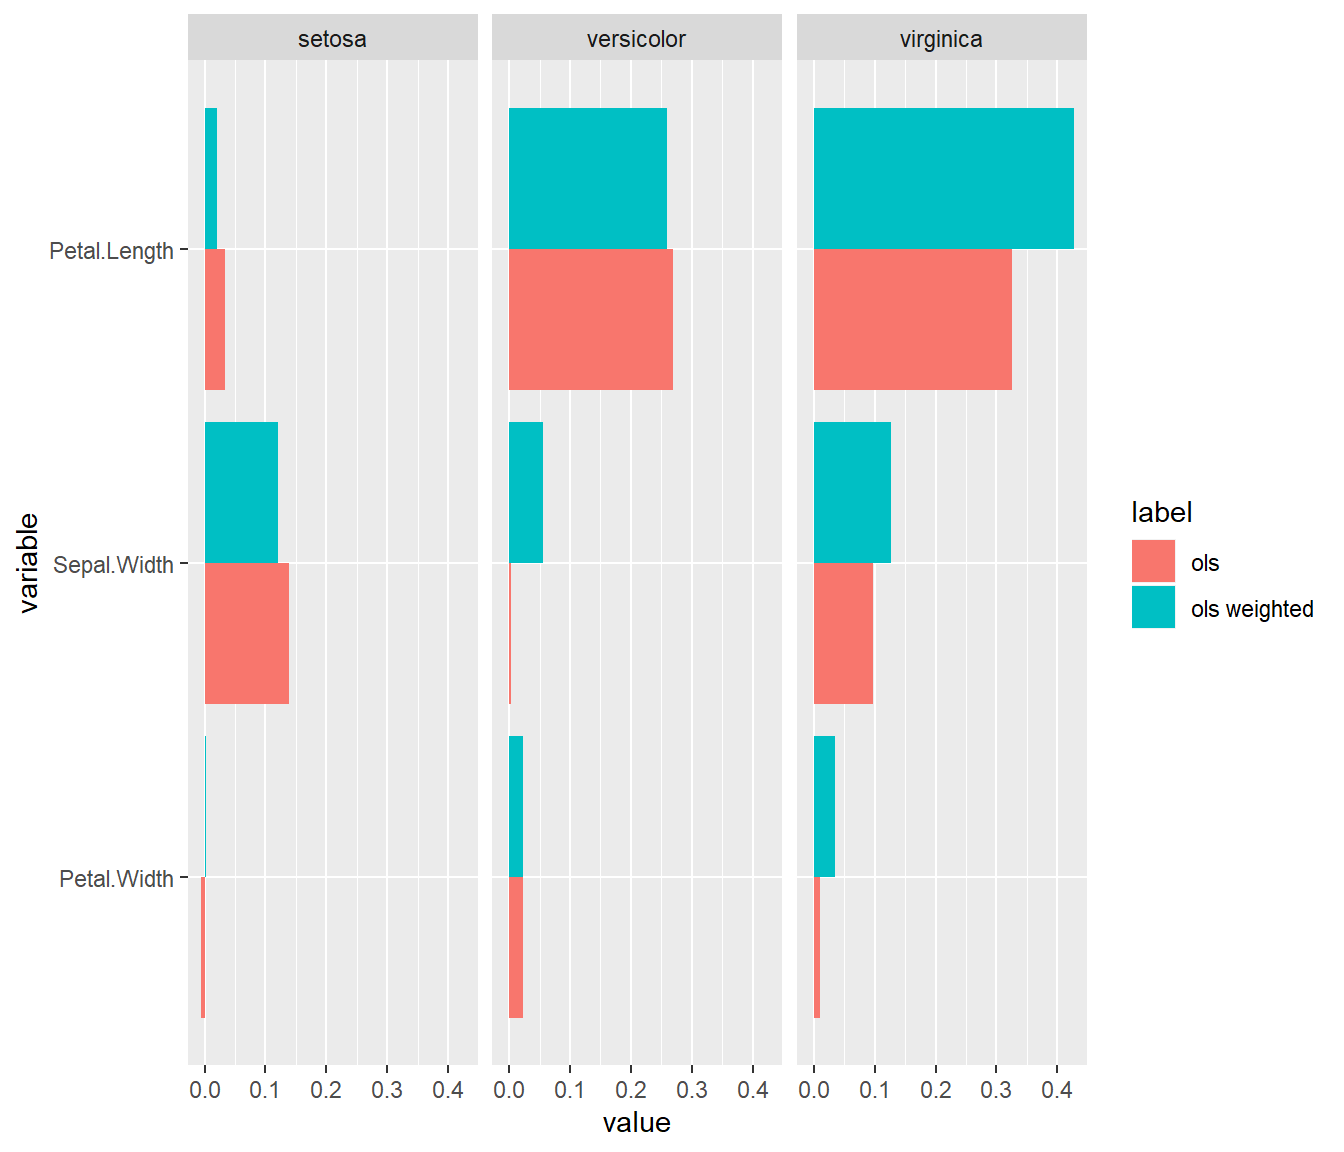 setosa
versicolor
virginica
Petal.Length
Sepal.Width
Petal.Width
variable
0.0 0.1 0.2 0.3 0.4
0.0 0.1 0.2 0.3 0.4
0.0 0.1 0.2 0.3 0.4
value
label
ols
ols weighted